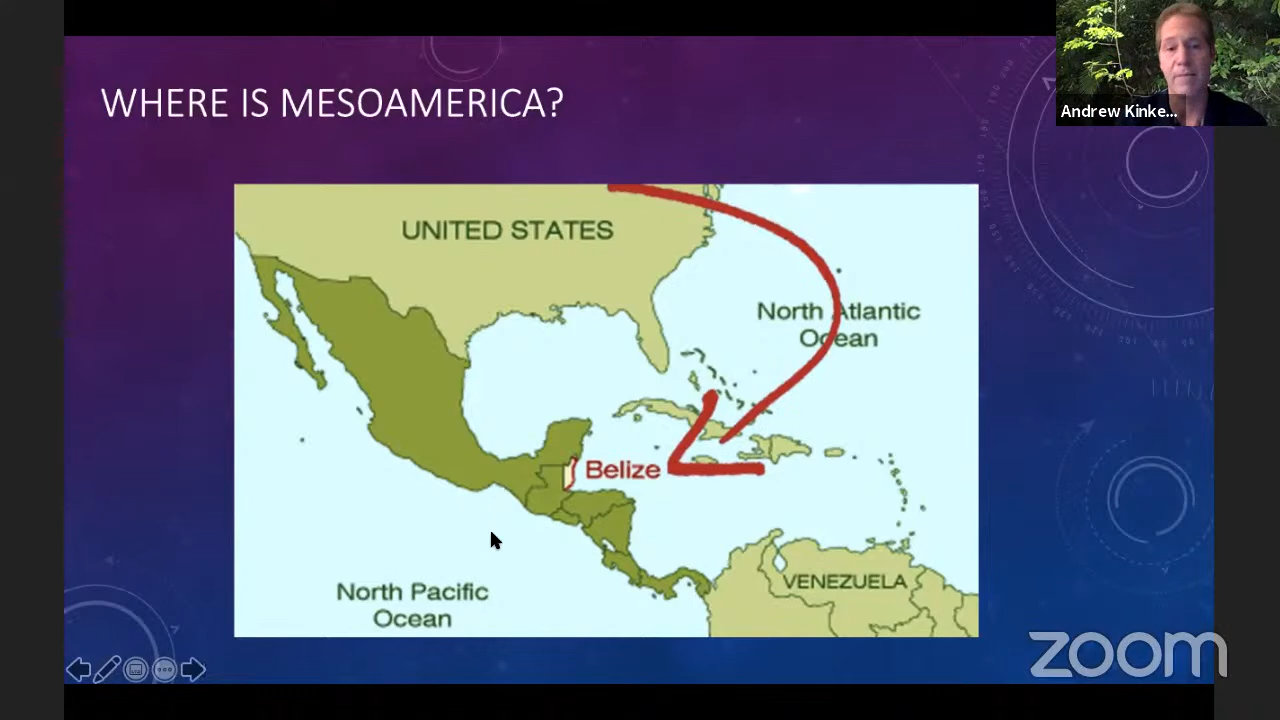 Andrew Kinke...
WHERE IS MESOAMERICA?
UNITED STATES
North Atlantic
Ocean
Belize
VENEZUELA
North Pacific
Ocean
zoom